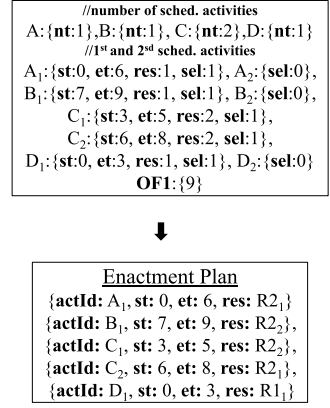 //number of sched. activities
A:{nt:1},B:{nt:1}, C:{nt:2},D:{nt:1}
//1st and 2sd sched. activities
A1:{st:0, et:6, res:1, sel:1}, A2:{sel:0},
B1:{st:7, et:9, res:1, sel:1}, B2:{sel:0},
C1:{st:3, et:5, res:2, sel:1},
C2:{st:6, et:8, res:2, sel:1},
D1:{st:0, et:3, res:1, sel:1}, D2:{sel:0}
OF1:{9}
Enactment Plan
{actId: A1, st: 0, et: 6, res: R21}
{actId: B1, st: 7, et: 9, res: R22},
{actId: C1, st: 3, et: 5, res: R22},
{actId: C2, st: 6, et: 8, res: R21},
{actId: D1, st: 0, et: 3, res: R11}